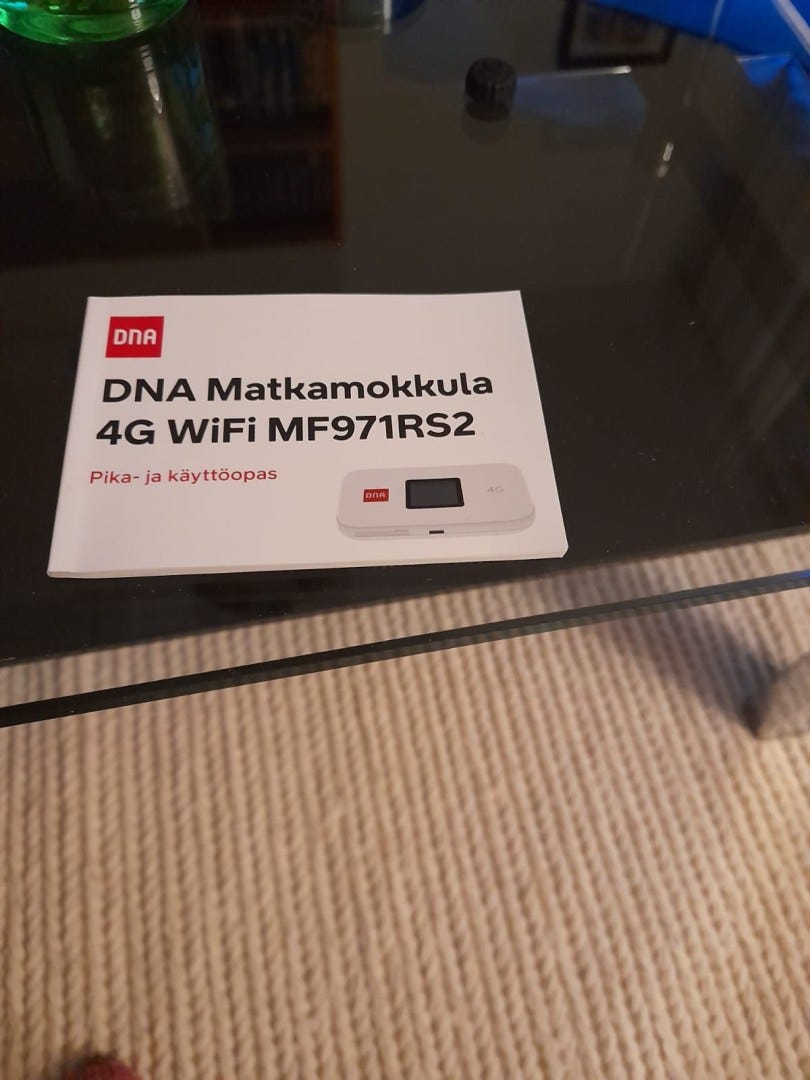 DNA
DNA Matkamokkula
4G WiFi MF971RS2
Pika- ja käyttöopas
DNA
4G